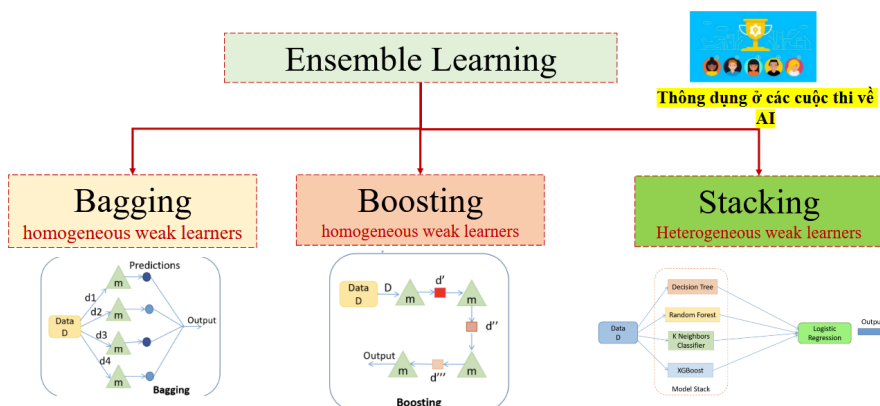 Ensemble Learning
Thông dụng ở các cuộc thi về
AI
Bagging
homogeneous weak learners
Boosting
homogeneous weak learners
Stacking
Heterogeneous weak learners
Predictions
d1
d2
d3
d4
m
m
m
m
Data
D
Output
Bagging
Data
D
D
m
d'
m
d''
m
d'''
m
Output
Boosting
Data
D
Decision Tree
Random Forest
K Neighbors
Classifier
XGBoost
Model Stack
Logistic
Regression
Output